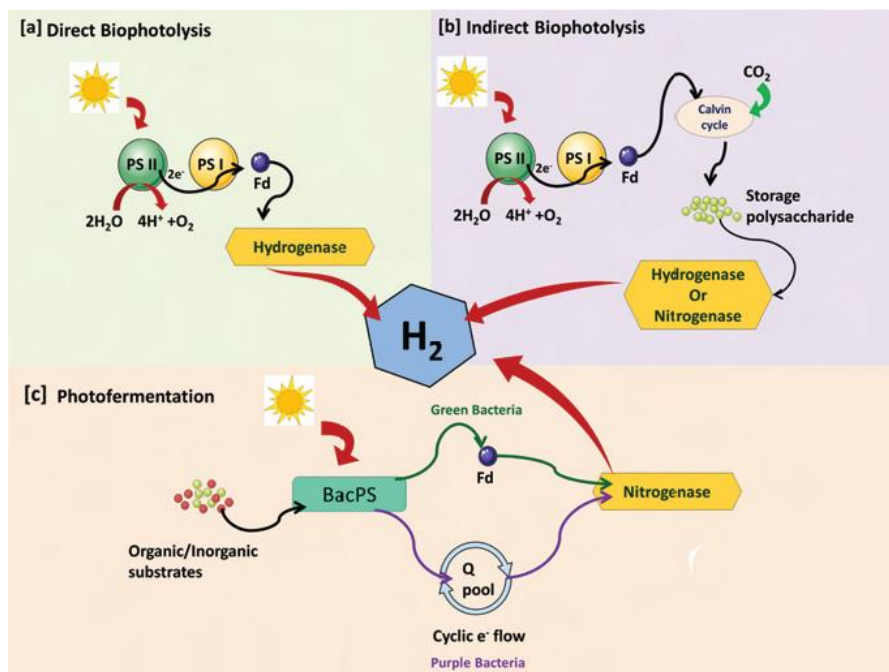 [a] Direct Biophotolysis
PS II
2e-
PS I
Fd
2H₂O
4H⁺ +O₂
Hydrogenase
[b] Indirect Biophotolysis
CO₂
Calvin
cycle
PS II
2e-
PS I
Fd
2H₂O
4H⁺ +O₂
Storage
polysaccharide
Hydrogenase
Or
Nitrogenase
H₂
[c] Photofermentation
Green Bacteria
Fd
BacPS
Nitrogenase
Organic/Inorganic
substrates
Q
pool
Cyclic e⁻ flow
Purple Bacteria